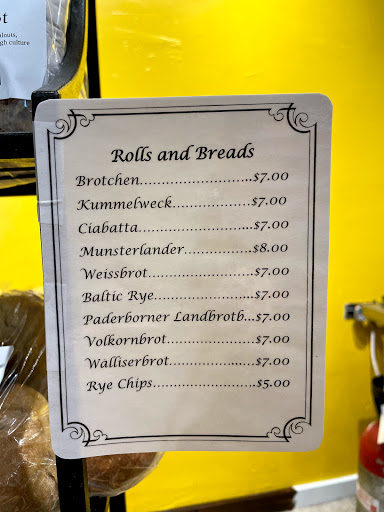 Rolls and Breads
Brotchen..........................$7.00
Kummelweck..................$7.00
Ciabatta...........................$7.00
Munsterlander................$8.00
Weissbrot........................$7.00
Baltic Rye.......................$7.00
Paderborner Landbrotb...$7.00
Volkornbrot....................$7.00
Walliserbrot....................$7.00
Rye Chips.......................$5.00